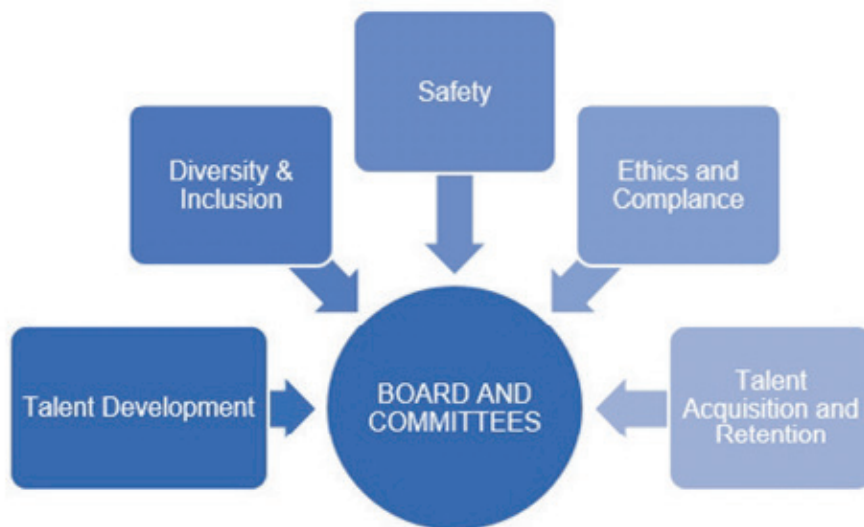 Safety
Diversity &
Inclusion
Ethics and
Complance
Talent Development
BOARD AND
COMMITTEES
Talent
Acquisition and
Retention